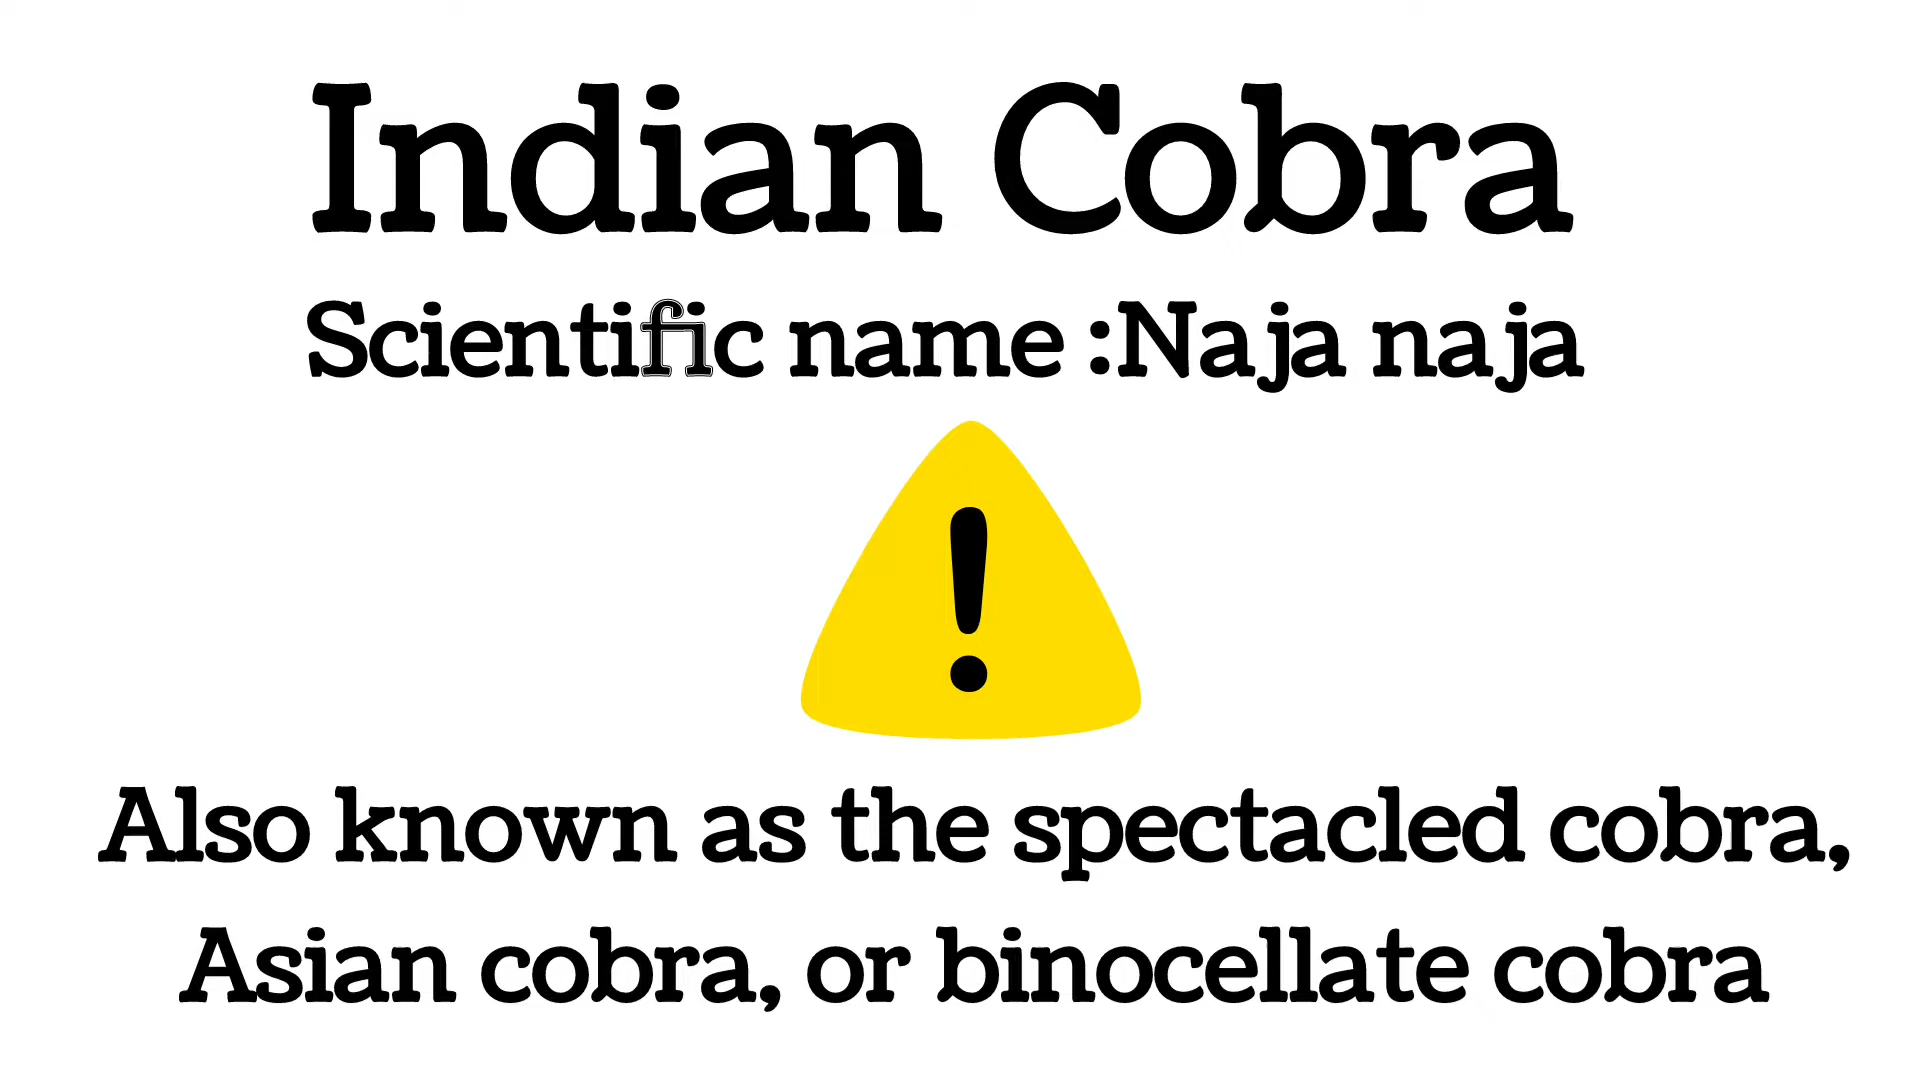 Indian Cobra
Scientific name :Naja naja
!
Also known as the spectacled cobra,
Asian cobra, or binocellate cobra